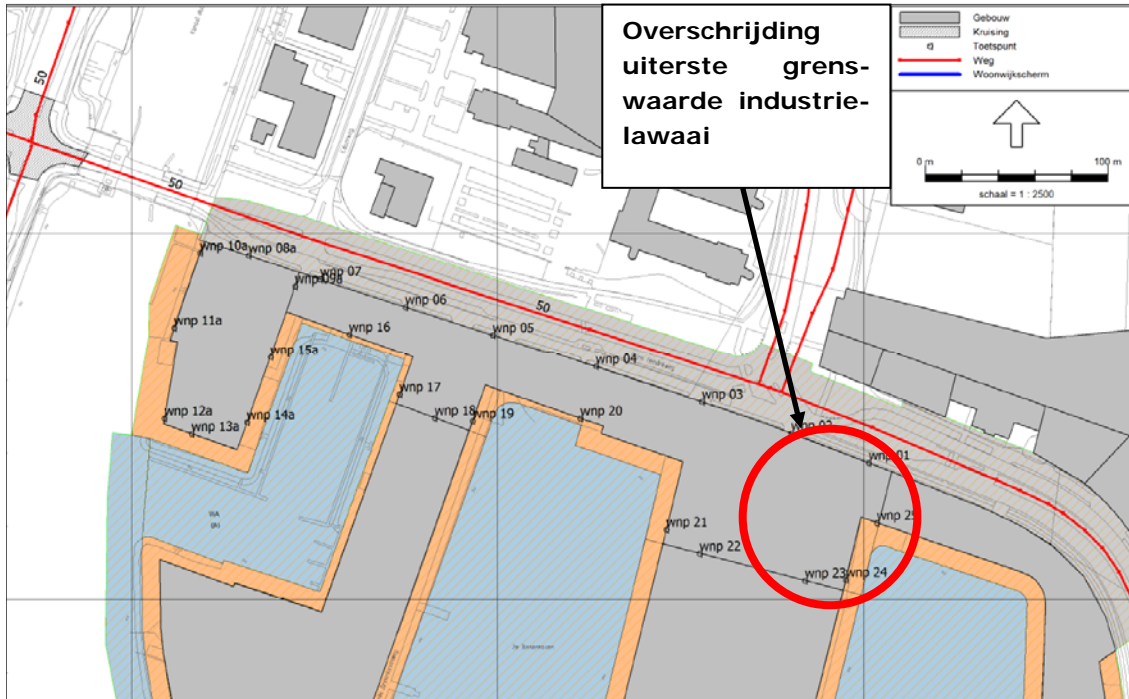 Overschrijding
uiterste grens-
waarde industrie-
lawaai
Gebouw
Kruising
Toetspunt
Weg
Woonwijkscherm
0 m 100 m
schaal = 1 : 2500
50
50
50
wnp 10a
wnp 08a
wnp 07
wnp 09a
wnp 06
wnp 05
wnp 04
wnp 03
wnp 02
wnp 01
wnp 11a
wnp 16
wnp 15a
wnp 17
wnp 12a
wnp 13a
wnp 14a
wnp 18
wnp 19
wnp 20
wnp 21
wnp 22
wnp 23
wnp 24
wnp 25
WA